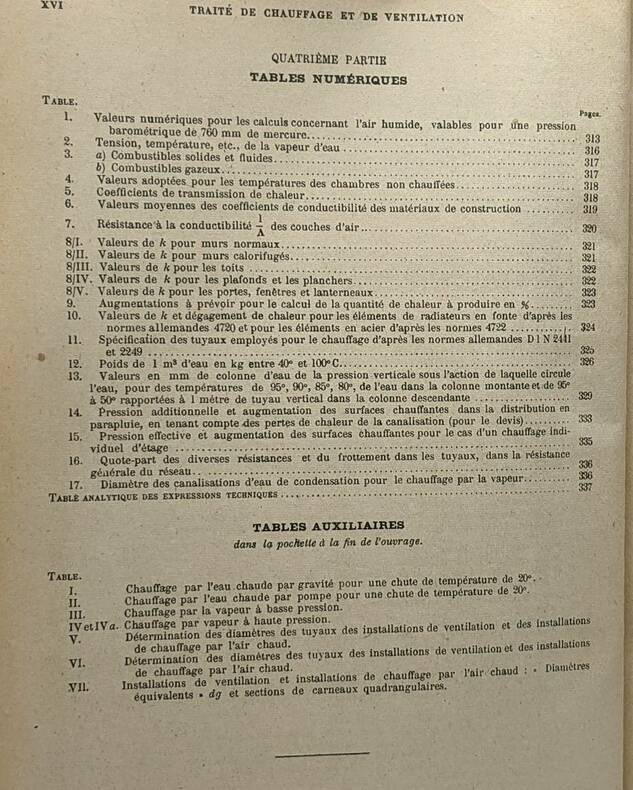 XVI
TRAITÉ DE CHAUFFAGE ET DE VENTILATION
QUATRIÈME PARTIE
TABLES NUMÉRIQUES
TABLE.
Pages.
1. Valeurs numériques pour les calculs concernant l'air humide, valables pour une pression
barométrique de 760 mm de mercure.......... 313
2. Tension, température, etc., de la vapeur d'eau .......... 316
3. a) Combustibles solides et fluides.......... 317
b) Combustibles gazeux.......... 317
4. Valeurs adoptées pour les températures des chambres non chauffées.......... 318
5. Coefficients de transmission de chaleur.......... 318
6. Valeurs moyennes des coefficients de conductibilité des matériaux de construction .......... 319
7. Résistance à la conductibilité 1/Λ des couches d'air.......... 320
8/I. Valeurs de k pour murs normaux.......... 321
8/II. Valeurs de k pour murs calorifugés.......... 321
8/III. Valeurs de k pour les toits .......... 322
8/IV. Valeurs de k pour les plafonds et les planchers.......... 322
8/V. Valeurs de k pour les portes, fenêtres et lanterneaux.......... 323
9. Augmentations à prévoir pour le calcul de la quantité de chaleur à produire en %.......... 323
10. Valeurs de k et dégagement de chaleur pour les éléments de radiateurs en fonte d'après les
normes allemandes 4720 et pour les éléments en acier d'après les normes 4722 .......... 324
11. Spécification des tuyaux employés pour le chauffage d'après les normes allemandes DIN 2441
et 2249 .......... 325
12. Poids de 1 m³ d'eau en kg entre 40° et 100°C.......... 326
13. Valeurs en mm de colonne d'eau de la pression verticale sous l'action de laquelle circule
l'eau, pour des températures de 95°, 90°, 85°, 80°, de l'eau dans la colonne montante et de 95°
à 50° rapportées à 1 mètre de tuyau vertical dans la colonne descendante .......... 329
14. Pression additionnelle et augmentation des surfaces chauffantes dans la distribution en
parapluie, en tenant compte des pertes de chaleur de la canalisation (pour le devis).......... 333
15. Pression effective et augmentation des surfaces chauffantes pour le cas d'un chauffage indi-
viduel d'étage .......... 335
16. Quote-part des diverses résistances et du frottement dans les tuyaux, dans la résistance
générale du réseau.......... 336
17. Diamètre des canalisations d'eau de condensation pour le chauffage par la vapeur.......... 336
TABLE ANALYTIQUE DES EXPRESSIONS TECHNIQUES .......... 337
TABLES AUXILIAIRES
dans la pochette à la fin de l'ouvrage.
TABLE.
I. Chauffage par l'eau chaude par gravité pour une chute de température de 20°.
II. Chauffage par l'eau chaude par pompe pour une chute de température de 20°.
III. Chauffage par la vapeur à basse pression.
IV et IV a. Chauffage par vapeur à haute pression.
V. Détermination des diamètres des tuyaux des installations de ventilation et des installations
de chauffage par l'air chaud.
VI. Détermination des diamètres des tuyaux des installations de ventilation et des installations
de chauffage par l'air chaud.
VII. Installations de ventilation et installations de chauffage par l'air chaud : « Diamètres
équivalents » dg et sections de carneaux quadrangulaires.